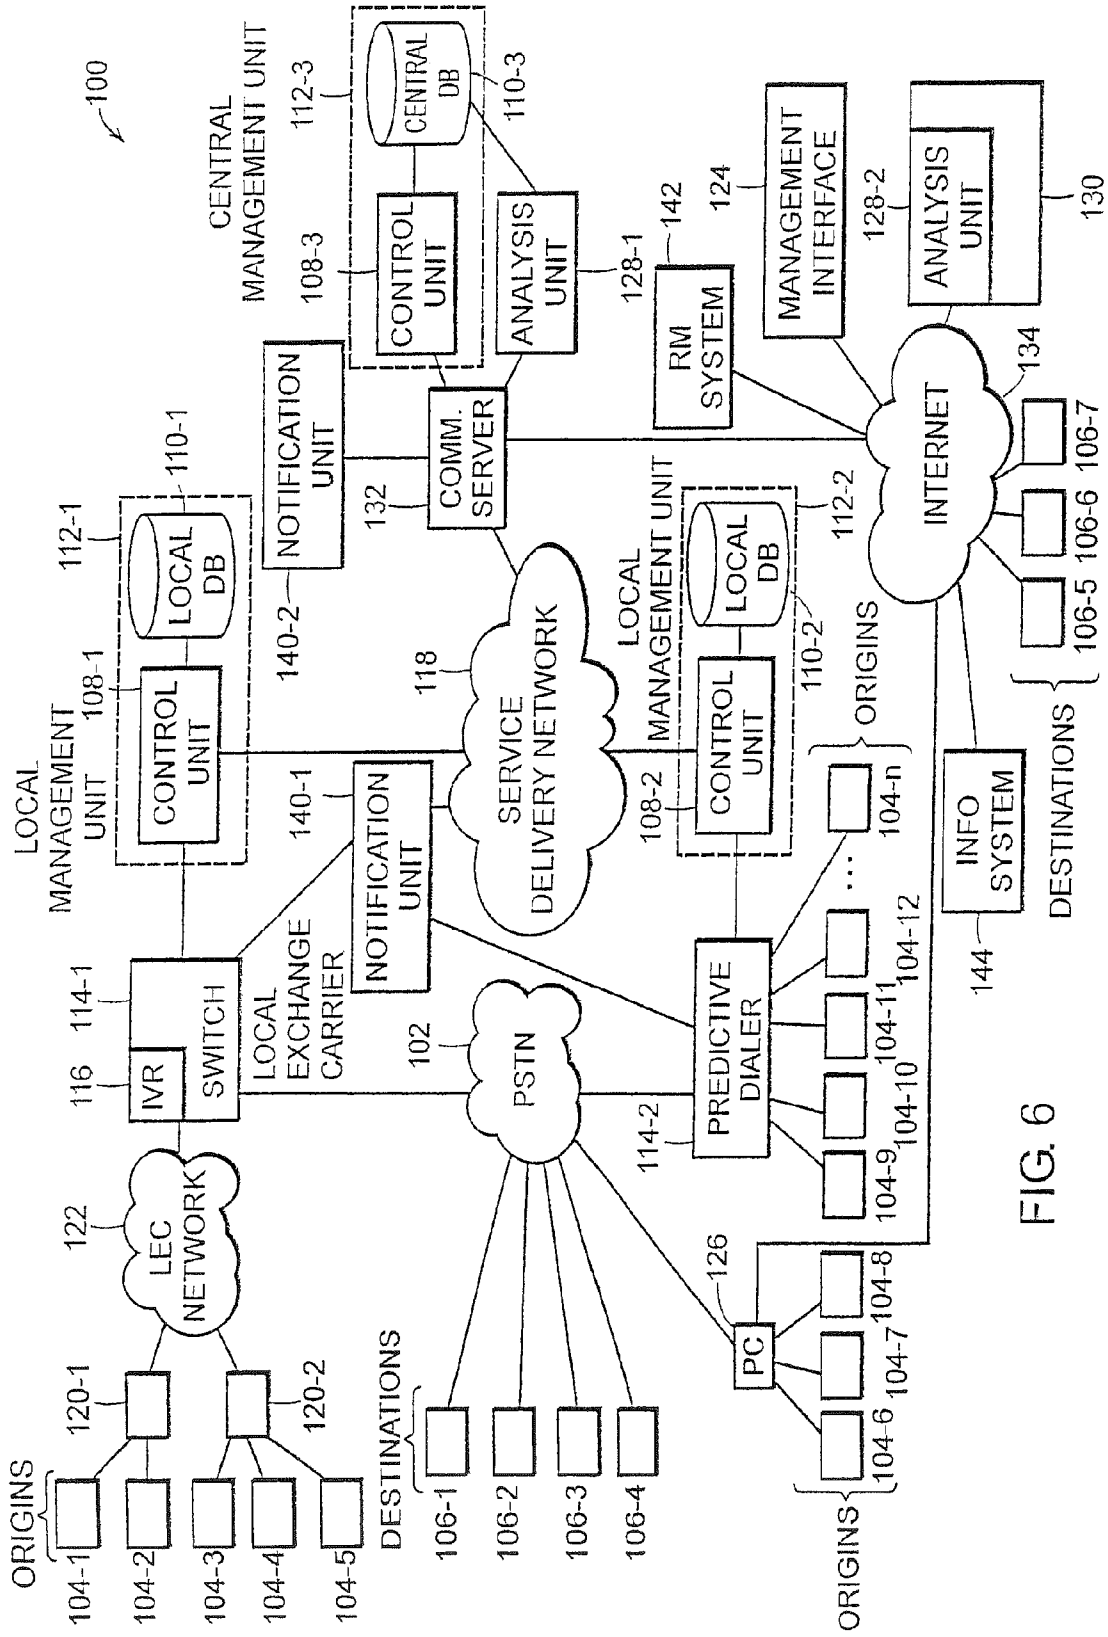 100
CENTRAL
MANAGEMENT UNIT
112-3
108-3
CONTROL
UNIT
CENTRAL
DB
110-3
ANALYSIS
UNIT
128-1
NOTIFICATION
UNIT
140-2
COMM.
SERVER
132
LOCAL
MANAGEMENT
UNIT
112-1
108-1
CONTROL
UNIT
LOCAL
DB
110-1
ORIGINS
104-1
104-2
104-3
104-4
104-5
120-1
120-2
122
LEC
NETWORK
116
IVR
114-1
SWITCH
LOCAL
EXCHANGE
CARRIER
140-1
NOTIFICATION
UNIT
118
SERVICE
DELIVERY NETWORK
102
PSTN
DESTINATIONS
106-1
106-2
106-3
106-4
LOCAL
MANAGEMENT UNIT
112-2
108-2
CONTROL
UNIT
LOCAL
DB
110-2
114-2
PREDICTIVE
DIALER
104-9
104-10
104-11
104-12
...
104-n
ORIGINS
126
PC
104-6
104-7
104-8
ORIGINS
142
RM
SYSTEM
124
MANAGEMENT
INTERFACE
128-2
ANALYSIS
UNIT
130
INTERNET
134
INFO
SYSTEM
144
106-5
106-6
106-7
DESTINATIONS
FIG. 6